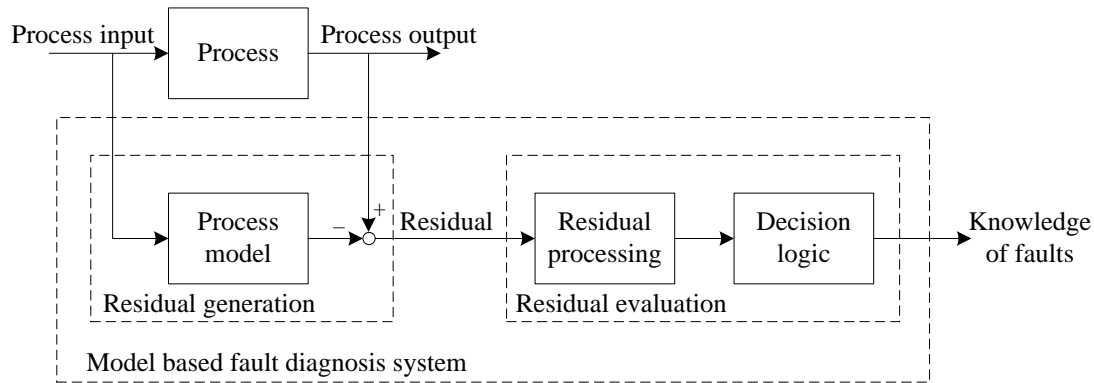 Process input
Process
Process output
Process
model
−
+
Residual
Residual
processing
Decision
logic
Knowledge
of faults
Residual generation
Residual evaluation
Model based fault diagnosis system